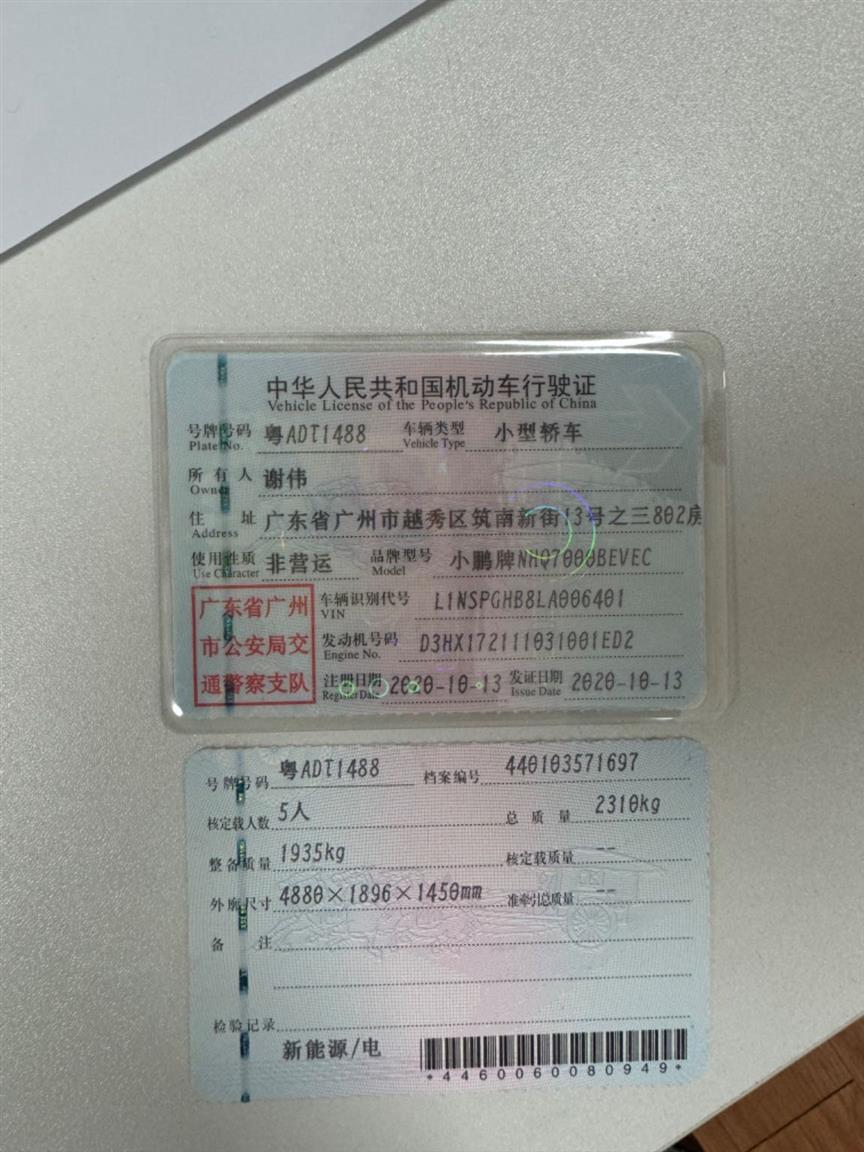 中华人民共和国机动车行驶证
Vehicle License of the People's Republic of China
号牌号码 粤ADT1488 车辆类型 小型轿车
Plate No. Vehicle Type
所有人 谢伟
Owner
住址 广东省广州市越秀区筑南新街13号之三802房
Address
使用性质 非营运 品牌型号 小鹏牌NHQ7000BEVEC
Use Character Model
广东省广州
市公安局交
通警察支队
车辆识别代号 L1NSPGHB8LA006401
VIN
发动机号码 D3HX172111031001ED2
Engine No.
注册日期 2020-10-13 发证日期 2020-10-13
Register Date Issue Date
号牌号码 粤ADT1488 档案编号 440103571697
核定载人数 5人 总质量 2310kg
整备质量 1935kg 核定载质量 --
外廓尺寸 4880×1896×1450mm 准牵引总质量 --
备注
检验记录
新能源/电
*4460060080949*